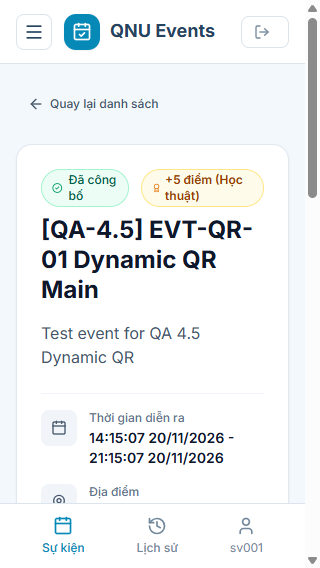 QNU Events
Quay lại danh sách
Đã công
bố
+5 điểm (Học
thuật)
[QA-4.5] EVT-QR-
01 Dynamic QR
Main
Test event for QA 4.5
Dynamic QR
Thời gian diễn ra
14:15:07 20/11/2026 -
21:15:07 20/11/2026
Địa điểm
Sự kiện
Lịch sử
sv001